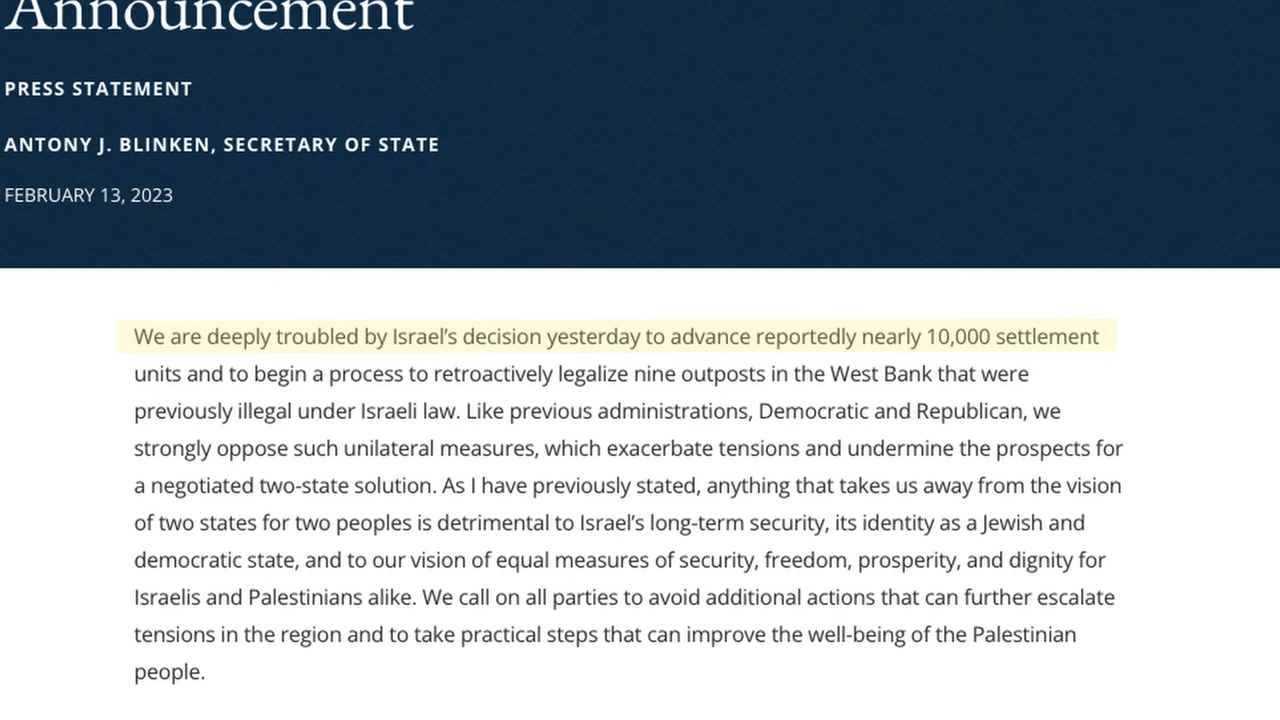 Announcement
PRESS STATEMENT
ANTONY J. BLINKEN, SECRETARY OF STATE
FEBRUARY 13, 2023
We are deeply troubled by Israel’s decision yesterday to advance reportedly nearly 10,000 settlement
units and to begin a process to retroactively legalize nine outposts in the West Bank that were
previously illegal under Israeli law. Like previous administrations, Democratic and Republican, we
strongly oppose such unilateral measures, which exacerbate tensions and undermine the prospects for
a negotiated two-state solution. As I have previously stated, anything that takes us away from the vision
of two states for two peoples is detrimental to Israel’s long-term security, its identity as a Jewish and
democratic state, and to our vision of equal measures of security, freedom, prosperity, and dignity for
Israelis and Palestinians alike. We call on all parties to avoid additional actions that can further escalate
tensions in the region and to take practical steps that can improve the well-being of the Palestinian
people.